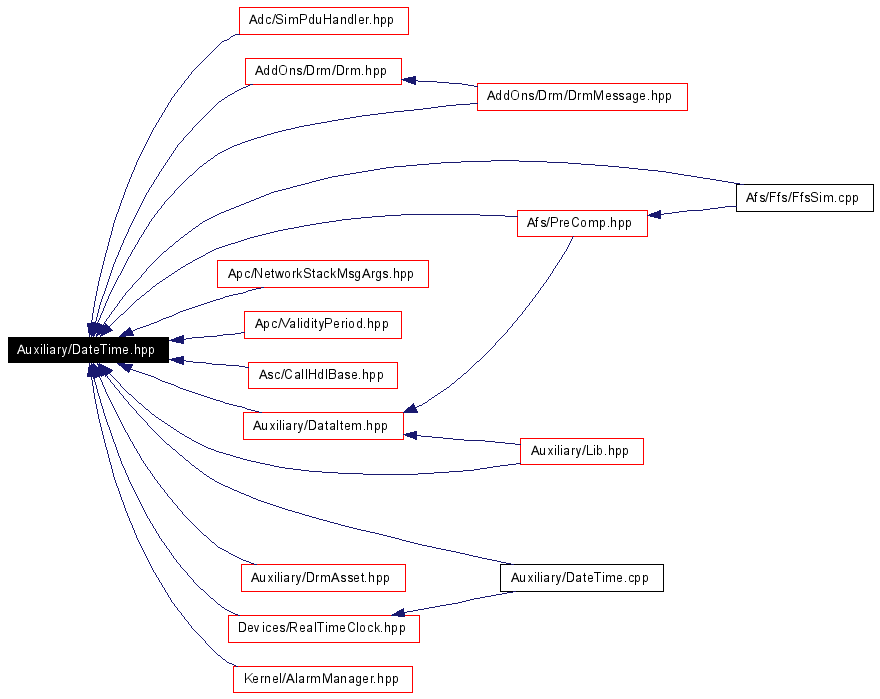 Adc/SimPduHandler.hpp
AddOns/Drm/Drm.hpp
AddOns/Drm/DrmMessage.hpp
Afs/Ffs/FfsSim.cpp
Afs/PreComp.hpp
Apc/NetworkStackMsgArgs.hpp
Apc/ValidityPeriod.hpp
Auxiliary/DateTime.hpp
Asc/CallHdlBase.hpp
Auxiliary/DataItem.hpp
Auxiliary/Lib.hpp
Auxiliary/DrmAsset.hpp
Auxiliary/DateTime.cpp
Devices/RealTimeClock.hpp
Kernel/AlarmManager.hpp